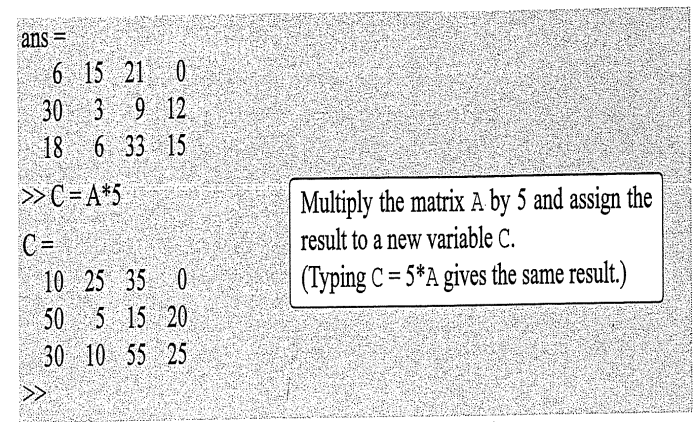 ans =
6 15 21 0
30 3 9 12
18 6 33 15
>> C = A*5
Multiply the matrix A by 5 and assign the
result to a new variable C.
(Typing C = 5*A gives the same result.)
C =
10 25 35 0
50 5 15 20
30 10 55 25
>>